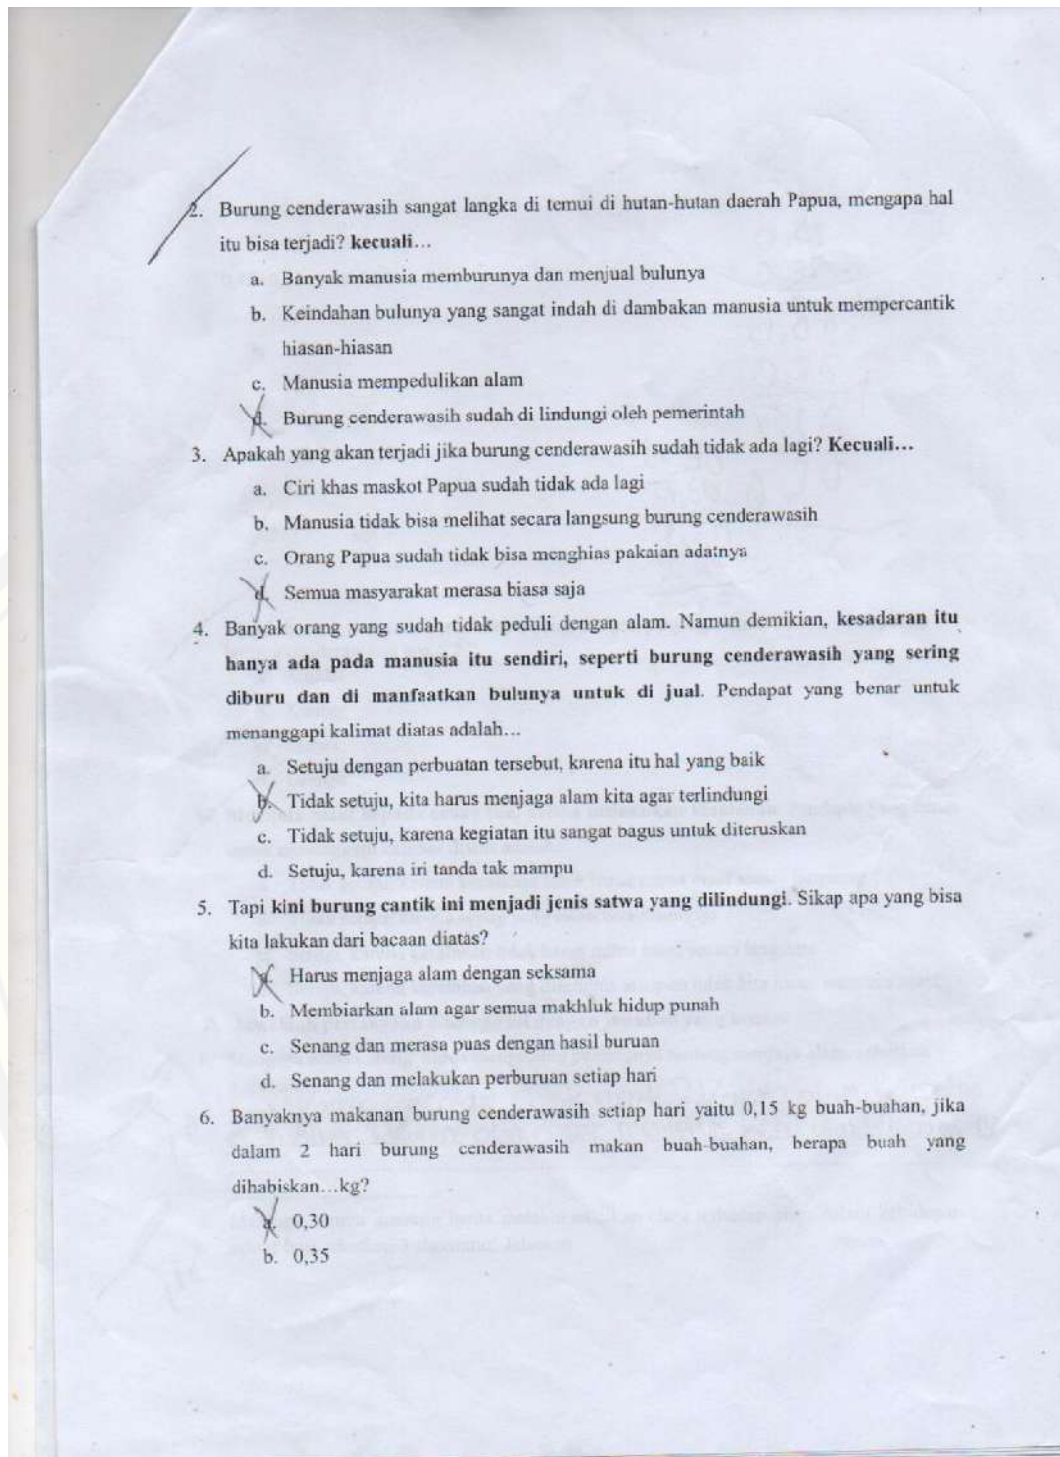 2. Burung cenderawasih sangat langka di temui di hutan-hutan daerah Papua, mengapa hal
itu bisa terjadi? kecuali...
a. Banyak manusia memburunya dan menjual bulunya
b. Keindahan bulunya yang sangat indah di dambakan manusia untuk mempercantik
hiasan-hiasan
c. Manusia mempedulikan alam
d. Burung cenderawasih sudah di lindungi oleh pemerintah
3. Apakah yang akan terjadi jika burung cenderawasih sudah tidak ada lagi? Kecuali...
a. Ciri khas maskot Papua sudah tidak ada lagi
b. Manusia tidak bisa melihat secara langsung burung cenderawasih
c. Orang Papua sudah tidak bisa menghias pakaian adatnya
d. Semua masyarakat merasa biasa saja
4. Banyak orang yang sudah tidak peduli dengan alam. Namun demikian, kesadaran itu
hanya ada pada manusia itu sendiri, seperti burung cenderawasih yang sering
diburu dan di manfaatkan bulunya untuk di jual. Pendapat yang benar untuk
menanggapi kalimat diatas adalah...
a. Setuju dengan perbuatan tersebut, karena itu hal yang baik
b. Tidak setuju, kita harus menjaga alam kita agar terlindungi
c. Tidak setuju, karena kegiatan itu sangat bagus untuk diteruskan
d. Setuju, karena iri tanda tak mampu
5. Tapi kini burung cantik ini menjadi jenis satwa yang dilindungi. Sikap apa yang bisa
kita lakukan dari bacaan diatas?
a. Harus menjaga alam dengan seksama
b. Membiarkan alam agar semua makhluk hidup punah
c. Senang dan merasa puas dengan hasil buruan
d. Senang dan melakukan perburuan setiap hari
6. Banyaknya makanan burung cenderawasih setiap hari yaitu 0,15 kg buah-buahan, jika
dalam 2 hari burung cenderawasih makan buah-buahan, berapa buah yang
dihabiskan...kg?
a. 0,30
b. 0,35